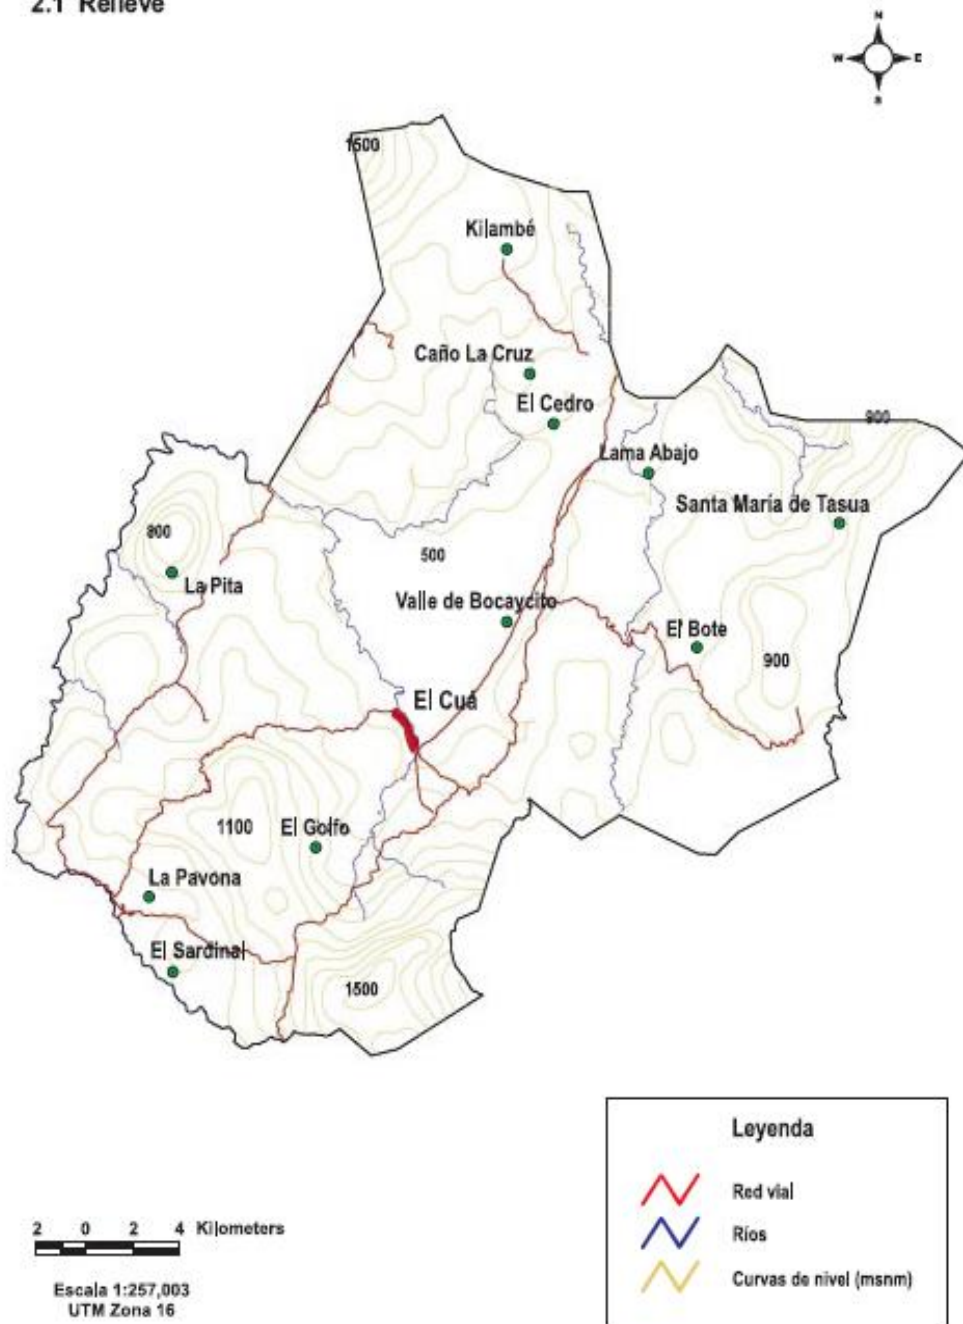 2.1 Relieve
N
W
E
S
1500
Kilambé
Caño La Cruz
El Cedro
900
Lama Abajo
Santa Maria de Tasua
800
500
La Pita
Valle de Bocaycito
El Bote
900
El Cuá
1100
El Golfo
La Pavona
El Sardinal
1500
Leyenda
Red vial
Ríos
Curvas de nivel (msnm)
2 0 2 4 Kilometers
Escala 1:257,003
UTM Zona 16